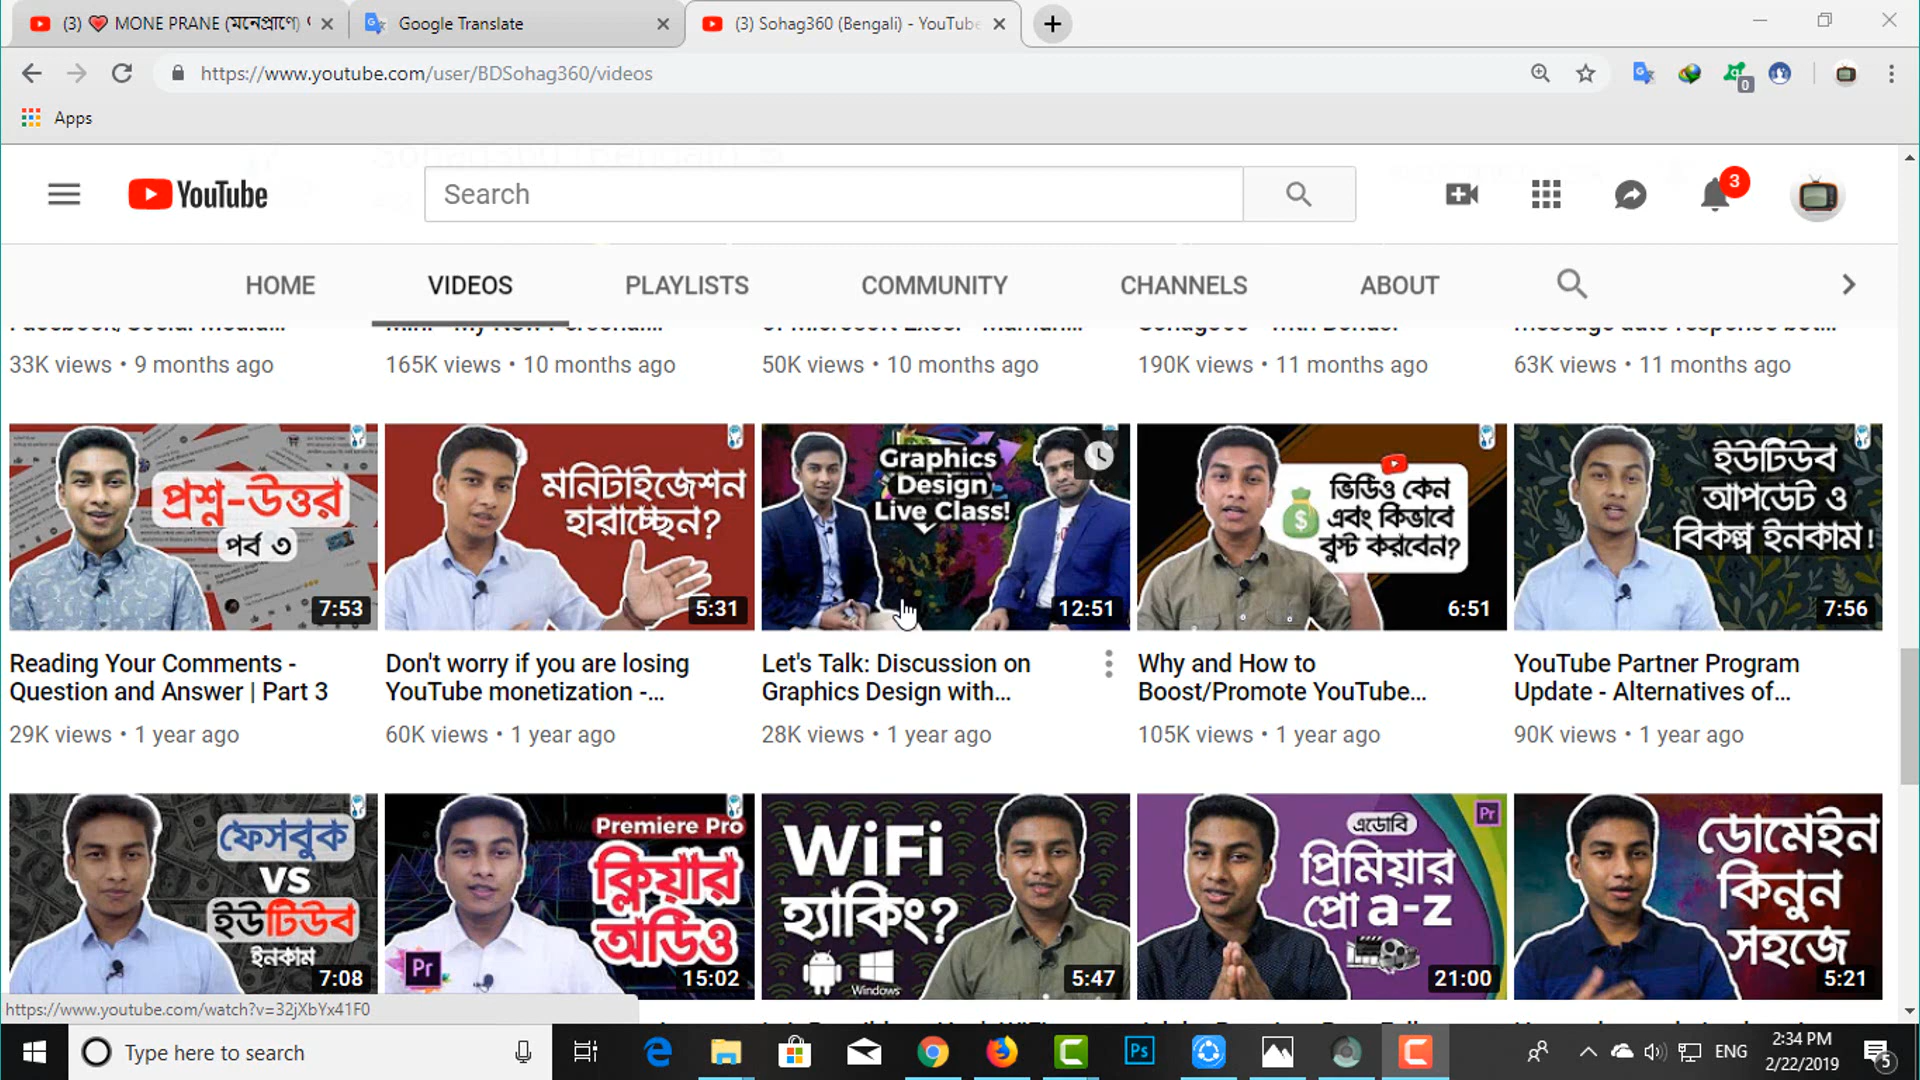 (3) ❤ MONE PRANE (মনেপ্রাণে)
Google Translate
(3) Sohag360 (Bengali) - YouTube
https://www.youtube.com/user/BDSohag360/videos
Apps
YouTube
Search
3
HOME
VIDEOS
PLAYLISTS
COMMUNITY
CHANNELS
ABOUT
33K views • 9 months ago
165K views • 10 months ago
50K views • 10 months ago
190K views • 11 months ago
63K views • 11 months ago
প্রশ্ন-উত্তর
পর্ব ৩
7:53
মনিটাইজেশন
হারাচ্ছেন?
5:31
Graphics
Design
Live Class!
12:51
ভিডিও কেন
এবং কিভাবে
বুস্ট করবেন?
6:51
ইউটিউব
আপডেট ও
বিকল্প ইনকাম!
7:56
Reading Your Comments -
Question and Answer | Part 3
29K views • 1 year ago
Don't worry if you are losing
YouTube monetization -...
60K views • 1 year ago
Let's Talk: Discussion on
Graphics Design with...
28K views • 1 year ago
Why and How to
Boost/Promote YouTube...
105K views • 1 year ago
YouTube Partner Program
Update - Alternatives of...
90K views • 1 year ago
ফেসবুক
VS
ইউটিউব
ইনকাম
7:08
Premiere Pro
ক্লিয়ার
অডিও
Pr
15:02
WiFi
হ্যাকিং?
Windows
5:47
এডোবি
প্রিমিয়ার
প্রো a-z
Pr
21:00
ডোমেইন
কিনুন
সহজে
5:21
https://www.youtube.com/watch?v=32jXbYx41F0
Type here to search
Ps
ENG
2:34 PM
2/22/2019
5